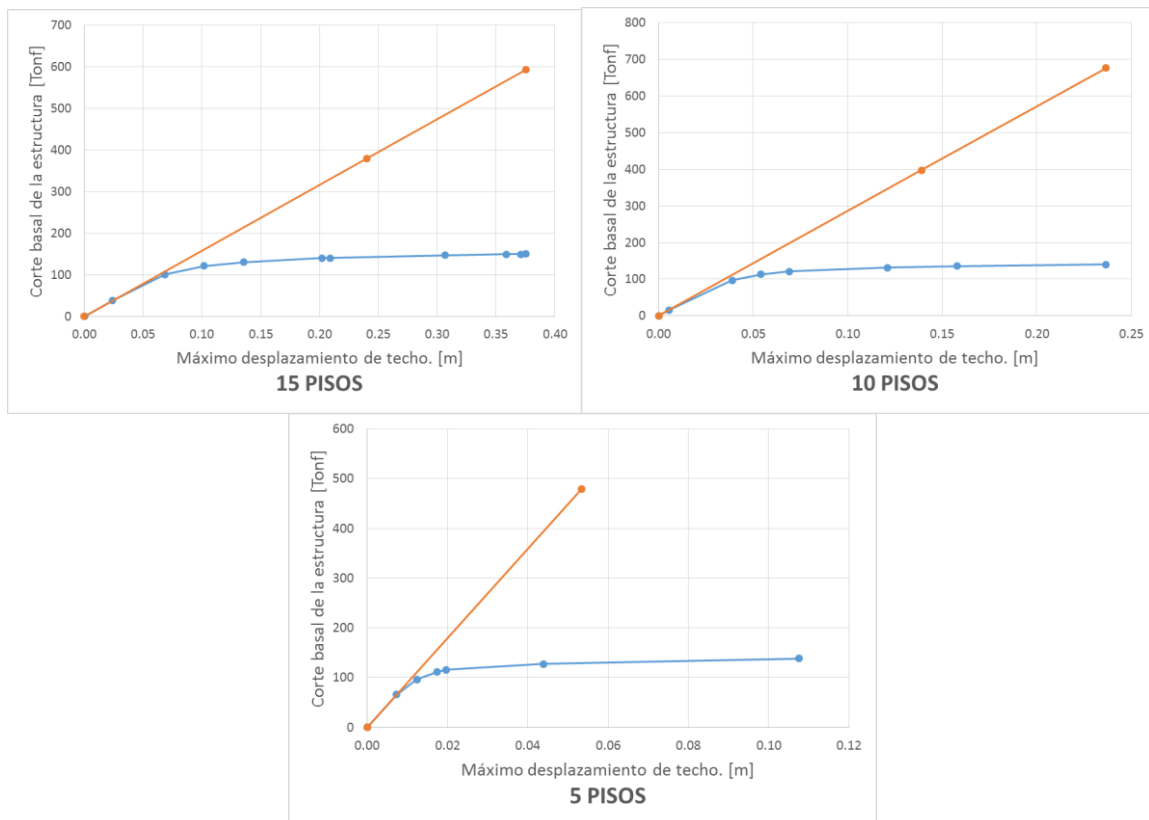 Corte basal de la estructura [Tonf]
700
600
500
400
300
200
100
0
0.00 0.05 0.10 0.15 0.20 0.25 0.30 0.35 0.40
Máximo desplazamiento de techo. [m]
15 PISOS
Corte basal de la estructura [Tonf]
800
700
600
500
400
300
200
100
0
0.00 0.05 0.10 0.15 0.20 0.25
Máximo desplazamiento de techo. [m]
10 PISOS
Corte basal de la estructura [Tonf]
600
500
400
300
200
100
0
0.00 0.02 0.04 0.06 0.08 0.10 0.12
Máximo desplazamiento de techo. [m]
5 PISOS